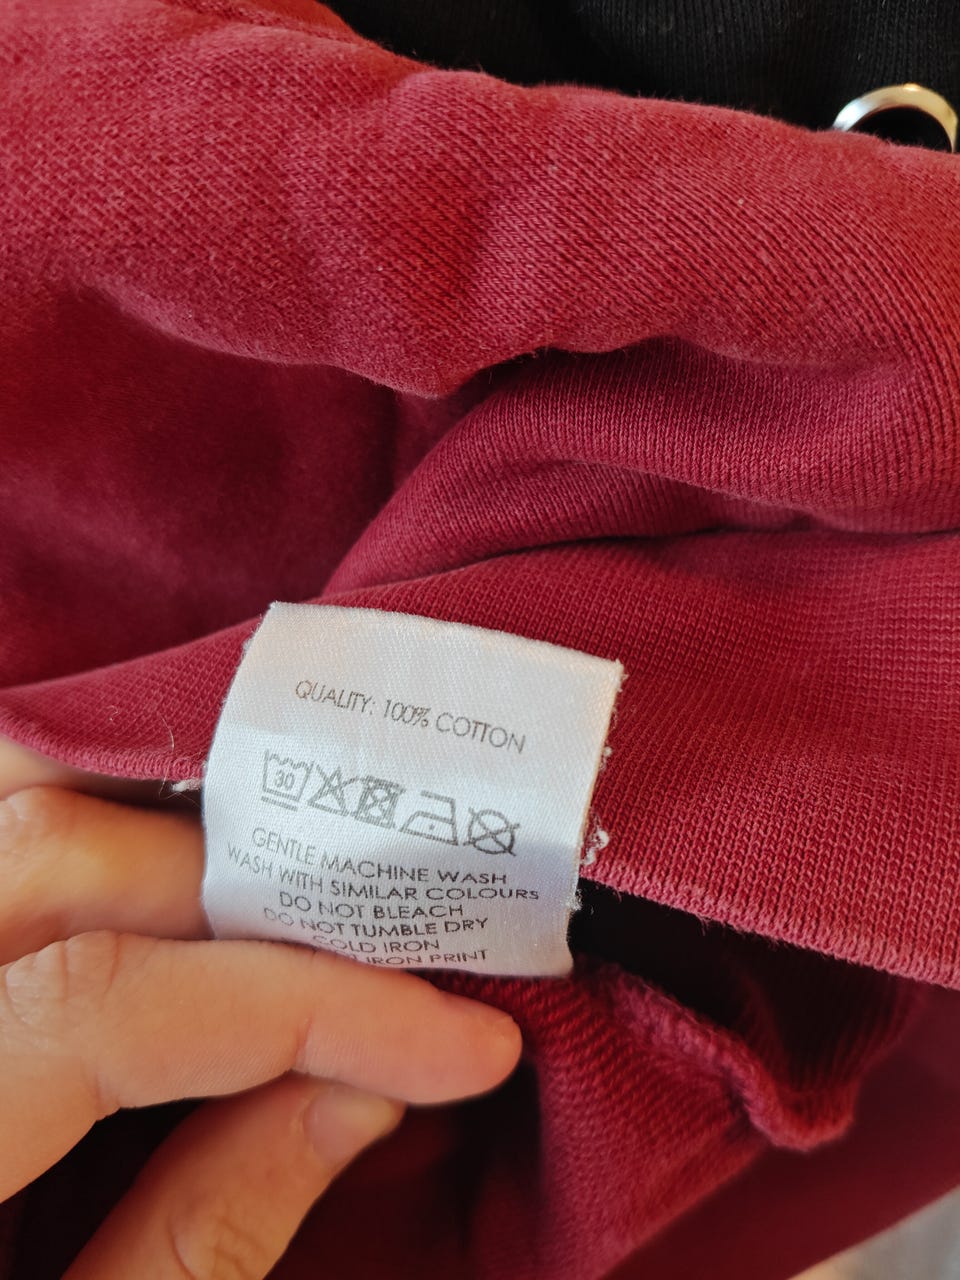 QUALITY: 100% COTTON
30
GENTLE MACHINE WASH
WASH WITH SIMILAR COLOURS
DO NOT BLEACH
DO NOT TUMBLE DRY
COLD IRON
IRON PRINT